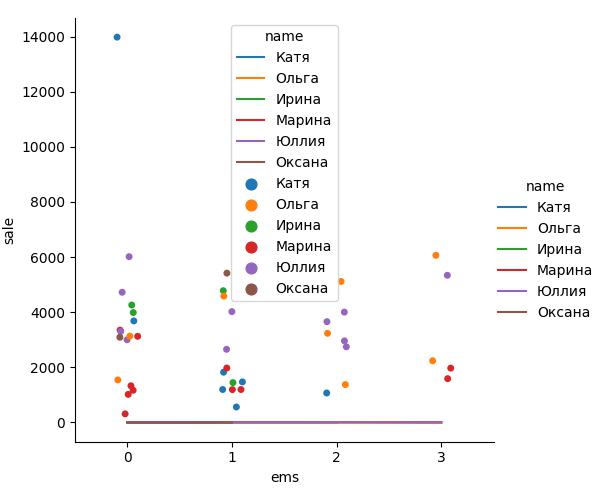 14000
12000
10000
8000
6000
4000
2000
0
sale
0 1 2 3
ems
name
Катя
Ольга
Ирина
Марина
Юллия
Оксана
Катя
Ольга
Ирина
Марина
Юллия
Оксана
name
Катя
Ольга
Ирина
Марина
Юллия
Оксана